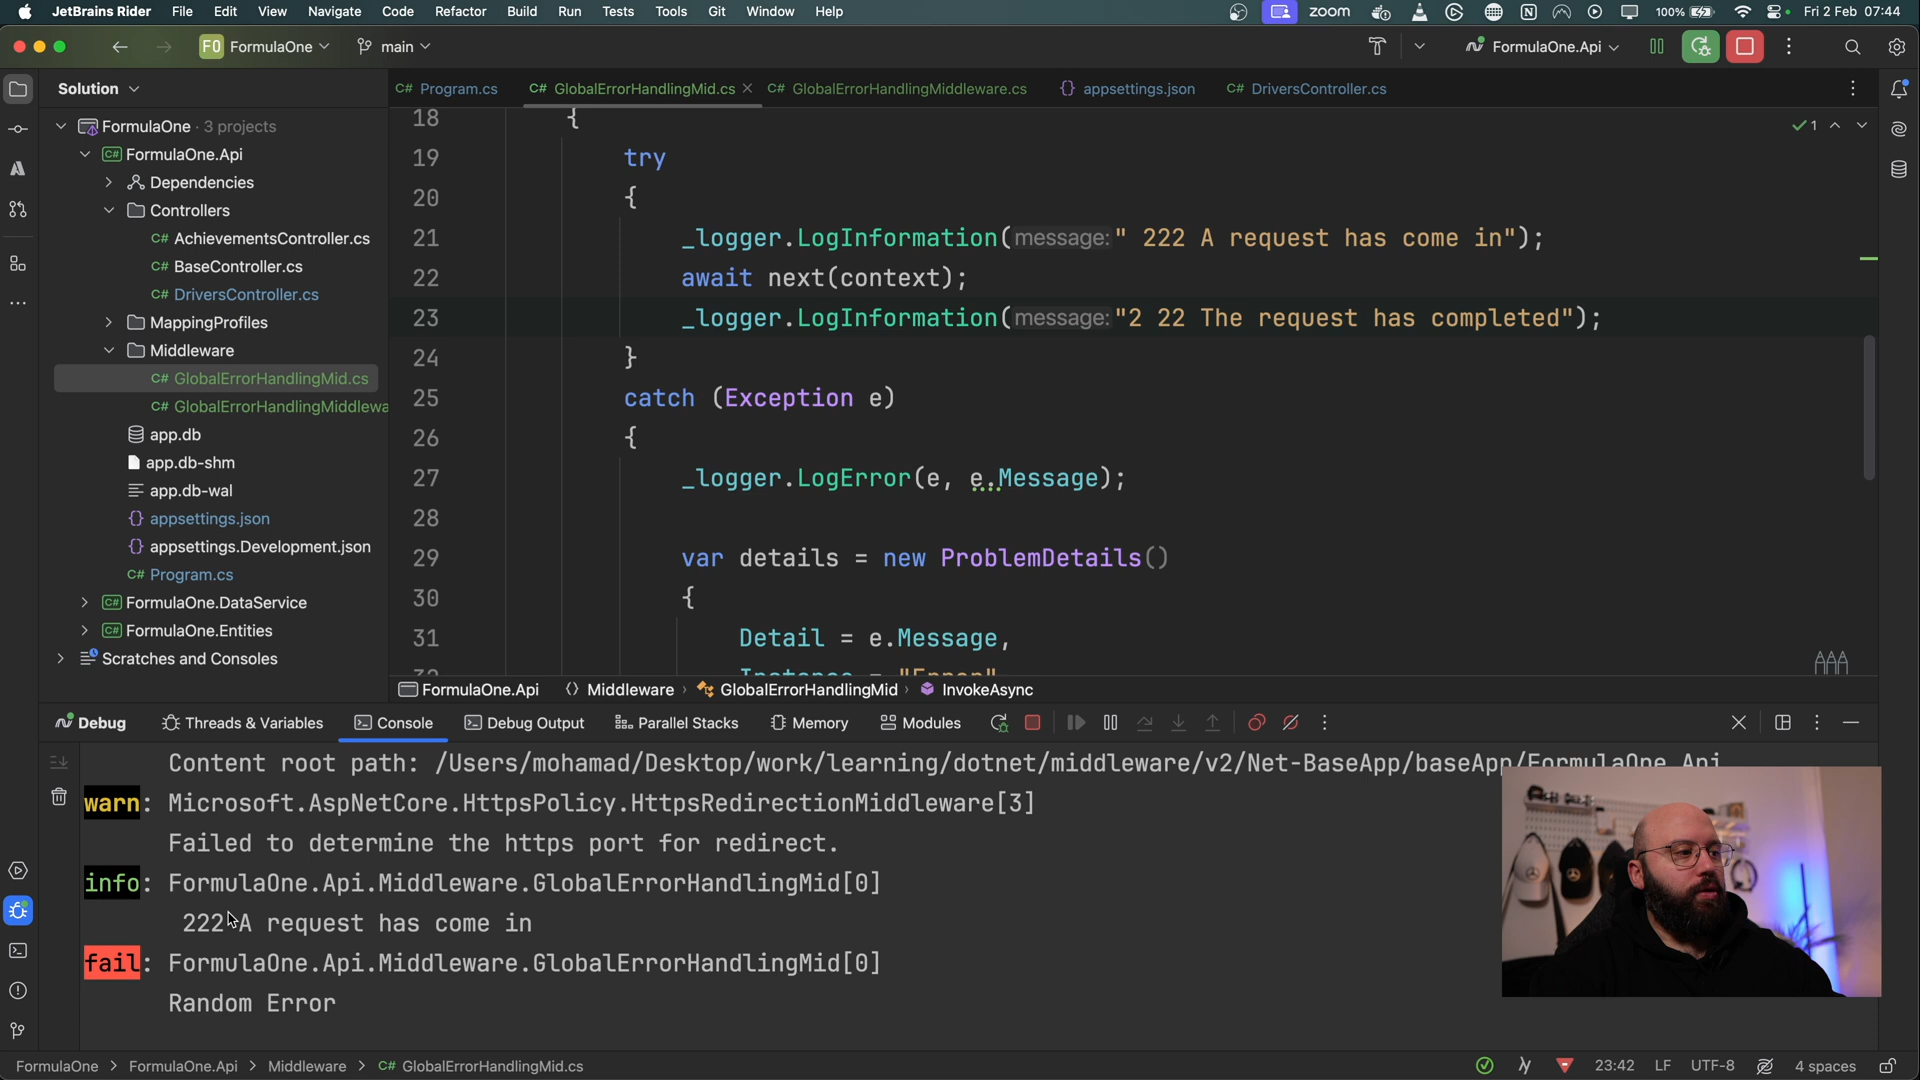 JetBrains Rider File Edit View Navigate Code Refactor Build Run Tests Tools Git Window Help zoom 100% Fri 2 Feb 07:44
FO FormulaOne main FormulaOne.Api
Solution
C# Program.cs C# GlobalErrorHandlingMid.cs C# GlobalErrorHandlingMiddleware.cs {} appsettings.json C# DriversController.cs
FormulaOne · 3 projects
C# FormulaOne.Api
Dependencies
Controllers
C# AchievementsController.cs
C# BaseController.cs
C# DriversController.cs
MappingProfiles
Middleware
C# GlobalErrorHandlingMid.cs
C# GlobalErrorHandlingMiddlewa
app.db
app.db-shm
app.db-wal
{} appsettings.json
{} appsettings.Development.json
C# Program.cs
C# FormulaOne.DataService
C# FormulaOne.Entities
Scratches and Consoles
1
18 {
19 try
20 {
21 _logger.LogInformation(message:" 222 A request has come in");
22 await next(context);
23 _logger.LogInformation(message:"2 22 The request has completed");
24 }
25 catch (Exception e)
26 {
27 _logger.LogError(e, e.Message);
28
29 var details = new ProblemDetails()
30 {
31 Detail = e.Message,
32 Instance = "Error"
FormulaOne.Api Middleware GlobalErrorHandlingMid InvokeAsync
Debug Threads & Variables Console Debug Output Parallel Stacks Memory Modules
Content root path: /Users/mohamad/Desktop/work/learning/dotnet/middleware/v2/Net-BaseApp/baseApp/FormulaOne.Api
warn: Microsoft.AspNetCore.HttpsPolicy.HttpsRedirectionMiddleware[3]
Failed to determine the https port for redirect.
info: FormulaOne.Api.Middleware.GlobalErrorHandlingMid[0]
222 A request has come in
fail: FormulaOne.Api.Middleware.GlobalErrorHandlingMid[0]
Random Error
FormulaOne FormulaOne.Api Middleware C# GlobalErrorHandlingMid.cs 23:42 LF UTF-8 4 spaces